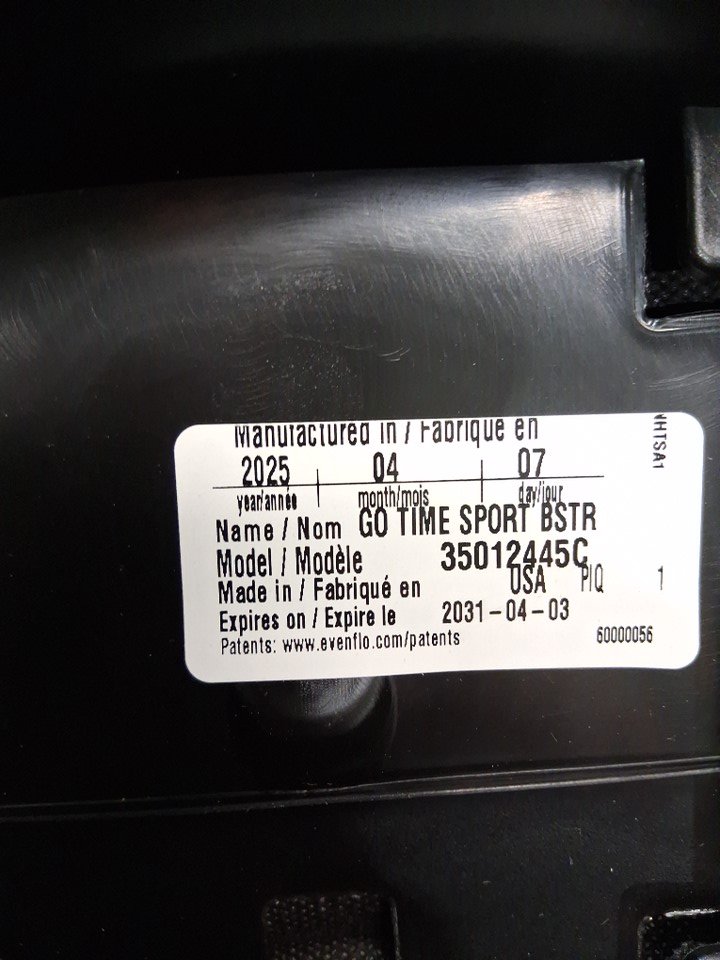 Manufactured in / Fabriqué en
2025 04 07
year/année month/mois day/jour
Name / Nom GO TIME SPORT BSTR
Model / Modèle 35012445C
Made in / Fabriqué en USA PIQ 1
Expires on / Expire le 2031-04-03
Patents: www.evenflo.com/patents 60000056
NHTSA1